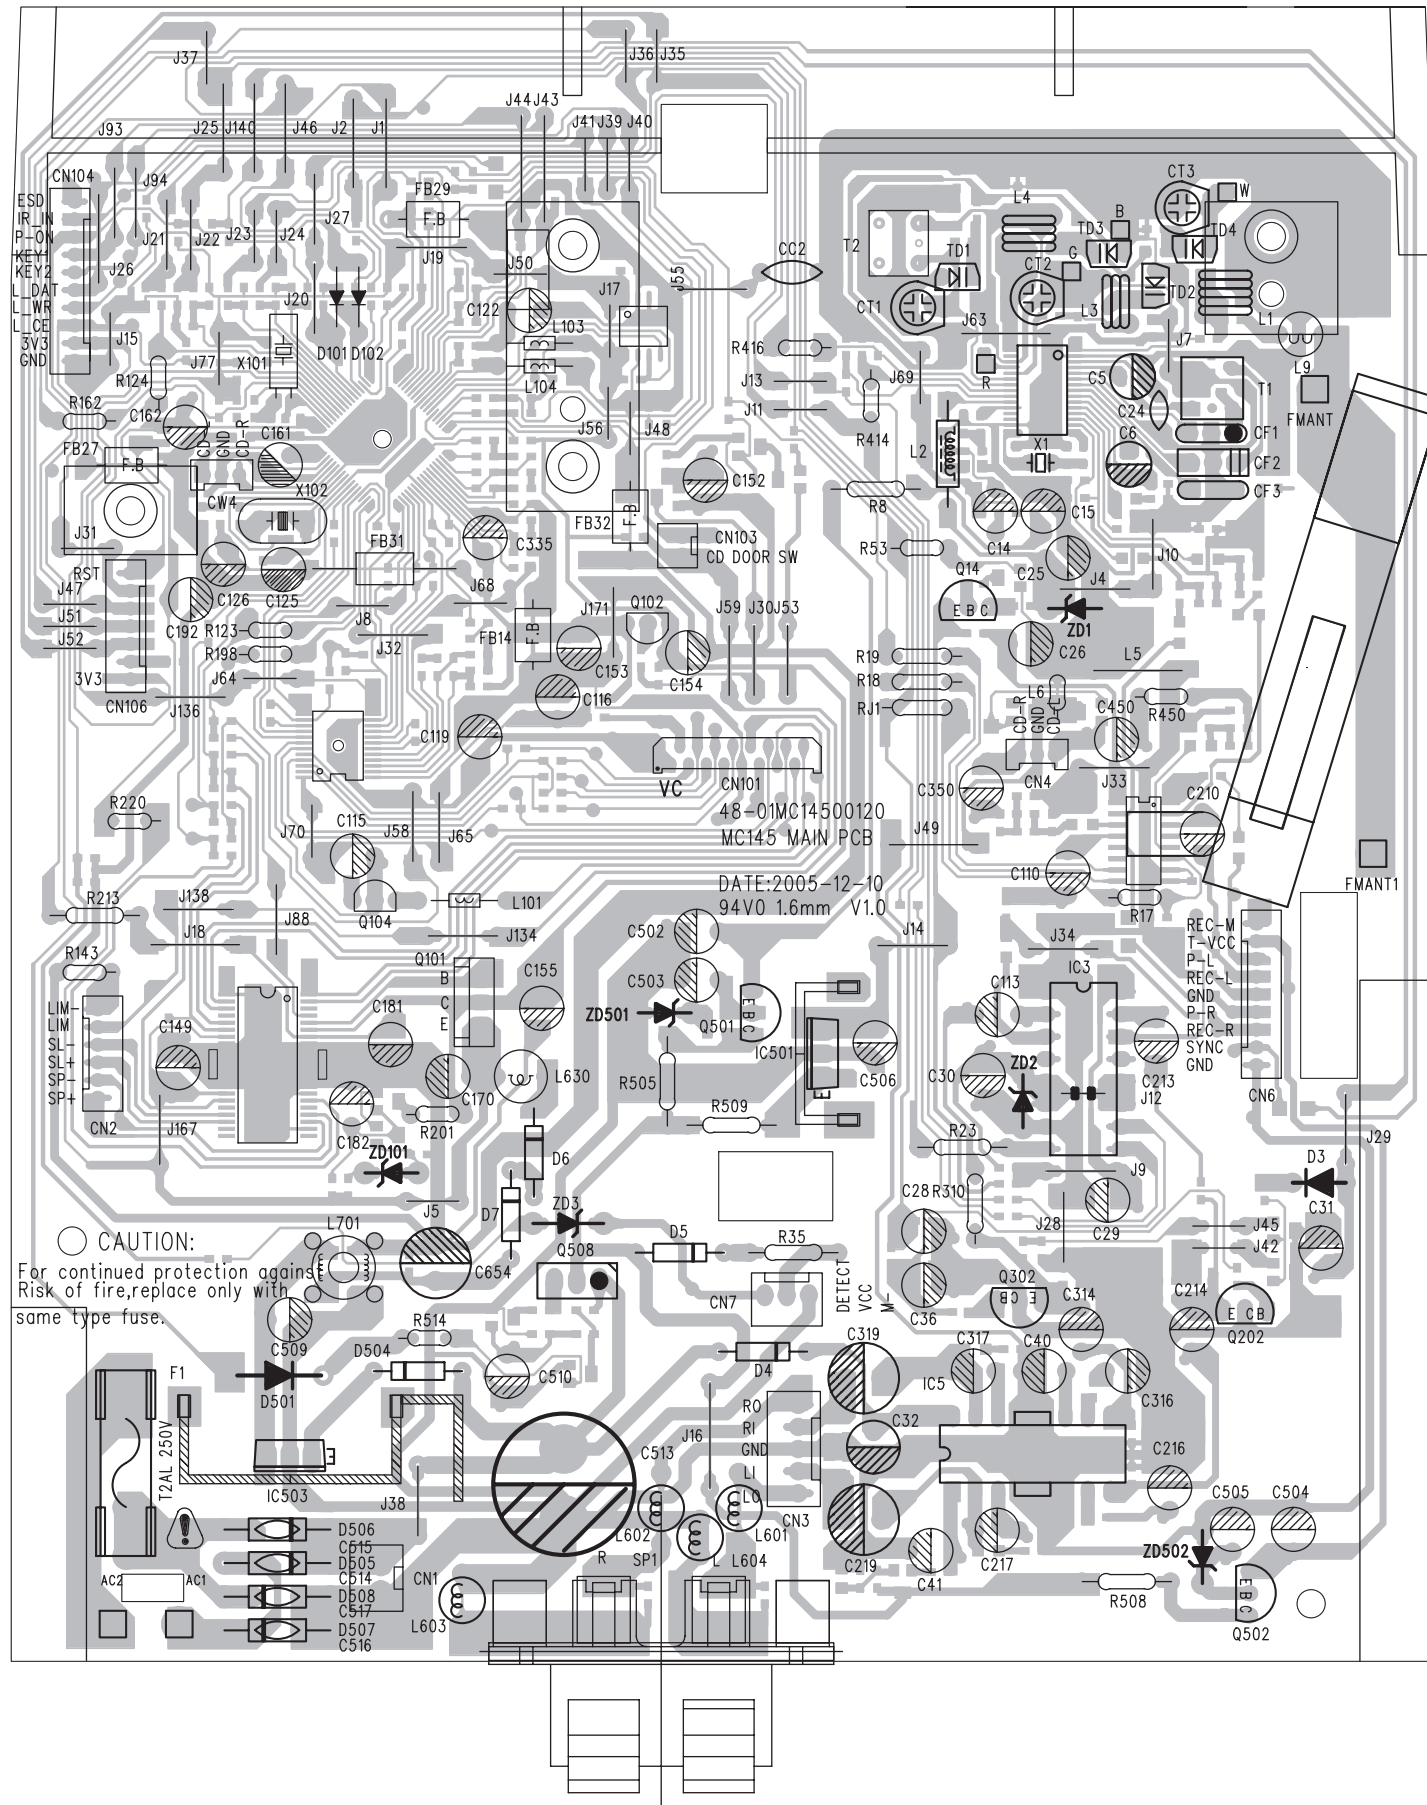 J37
J36
J35
J93
J25
J140
J46
J2
J1
J44
J43
J41
J39
J40
CN104
ESD
IR_IN
P-ON
KEY1
KEY2
L_DAT
L_WR
L_CE
3V3
GND
J94
J21
J22
J23
J24
J27
J26
FB29
F.B
J19
J50
J17
J55
CC2
C122
L103
L104
J20
D101
D102
X101
J15
J77
R124
R162
C162
FB27
F.B
CD-R
GND
C161
X102
CW4
J56
J48
T2
TD1
CT1
L4
CT2
G
TD3
B
CT3
W
TD4
TD2
L3
L1
J63
J7
L9
FMANT
R416
J13
J11
J69
R414
R
C5
C24
C6
T1
CF1
CF2
CF3
L2
X1
R8
C14
C15
J31
J47
J51
J52
RST
3V3
CN106
C126
C125
C192
R123
R198
J64
J136
FB31
J8
J32
C335
J68
FB14
F.B
FB32
F.B
C152
CN103
CD DOOR SW
J171
Q102
C153
C154
C116
C119
J59
J30
J53
R53
Q14
E B C
C25
J4
ZD1
J10
C26
R19
R18
RJ1
L5
L6
CD-R
GND
CD-L
C450
R450
CN4
J33
C350
C210
CN101
VC
48-01MC14500120
MC145 MAIN PCB
DATE:2005-12-10
94V0 1.6mm V1.0
R220
J70
C115
J58
J65
J49
C110
R17
FMANT1
R213
J138
J88
J18
Q104
L101
J134
R143
LIM-
LIM
SL-
SL+
SP-
SP+
CN2
C149
J167
C181
Q101
B
C
E
C155
C170
C182
R201
ZD101
L630
C502
C503
ZD501
Q501
E B C
IC501
E
R505
R509
C506
J14
J34
IC3
C113
C30
ZD2
C213
J12
REC-M
T-VCC
P-L
REC-L
GND
P-R
REC-R
SYNC
GND
CN6
J29
R23
J9
D3
C31
C28
R310
J28
C29
J45
J42
D6
D7
ZD3
J5
Q508
D5
R35
CAUTION:
For continued protection agains
Risk of fire,replace only with
same type fuse.
L701
C654
C509
D501
D504
R514
C510
CN7
DETECT
VCC
M-
C36
Q302
E CB
C314
C214
E CB
Q202
D4
C319
C317
C40
IC5
C316
F1
T2AL 250V
IC503
E
J38
C513
J16
RO
RI
GND
LI
LO
CN3
C32
C219
C216
C41
C217
C505
C504
ZD502
R508
E B C
Q502
L602
L601
L604
SP1
R
L
D506
C515
D505
C514
D508
C517
D507
C516
CN1
L603
AC2
AC1